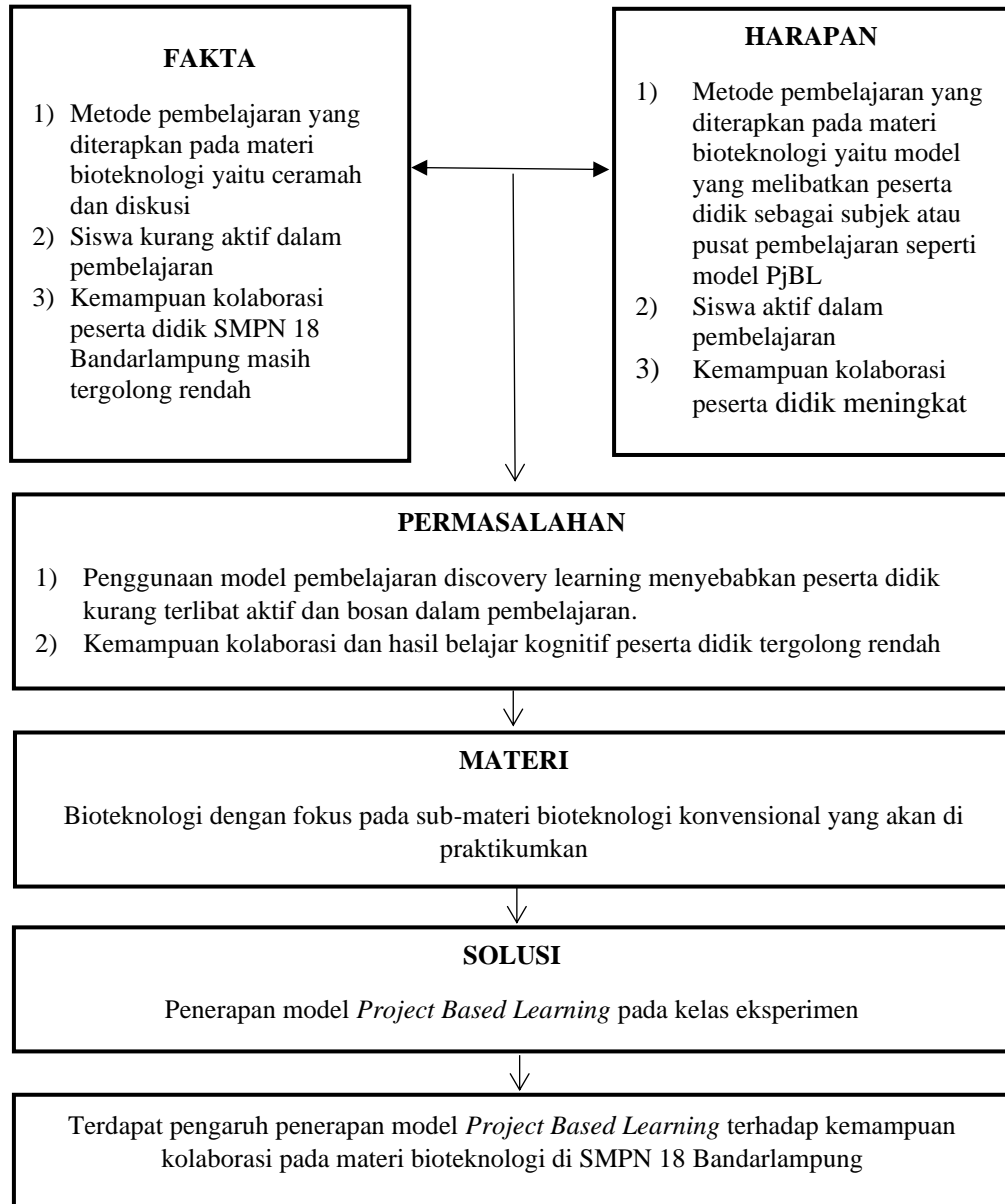 FAKTA
1) Metode pembelajaran yang
diterapkan pada materi
bioteknologi yaitu ceramah
dan diskusi
2) Siswa kurang aktif dalam
pembelajaran
3) Kemampuan kolaborasi
peserta didik SMPN 18
Bandarlampung masih
tergolong rendah
HARAPAN
1) Metode pembelajaran yang
diterapkan pada materi
bioteknologi yaitu model
yang melibatkan peserta
didik sebagai subjek atau
pusat pembelajaran seperti
model PjBL
2) Siswa aktif dalam
pembelajaran
3) Kemampuan kolaborasi
peserta didik meningkat
PERMASALAHAN
1) Penggunaan model pembelajaran discovery learning menyebabkan peserta didik
kurang terlibat aktif dan bosan dalam pembelajaran.
2) Kemampuan kolaborasi dan hasil belajar kognitif peserta didik tergolong rendah
MATERI
Bioteknologi dengan fokus pada sub-materi bioteknologi konvensional yang akan di
praktikumkan
SOLUSI
Penerapan model Project Based Learning pada kelas eksperimen
Terdapat pengaruh penerapan model Project Based Learning terhadap kemampuan
kolaborasi pada materi bioteknologi di SMPN 18 Bandarlampung